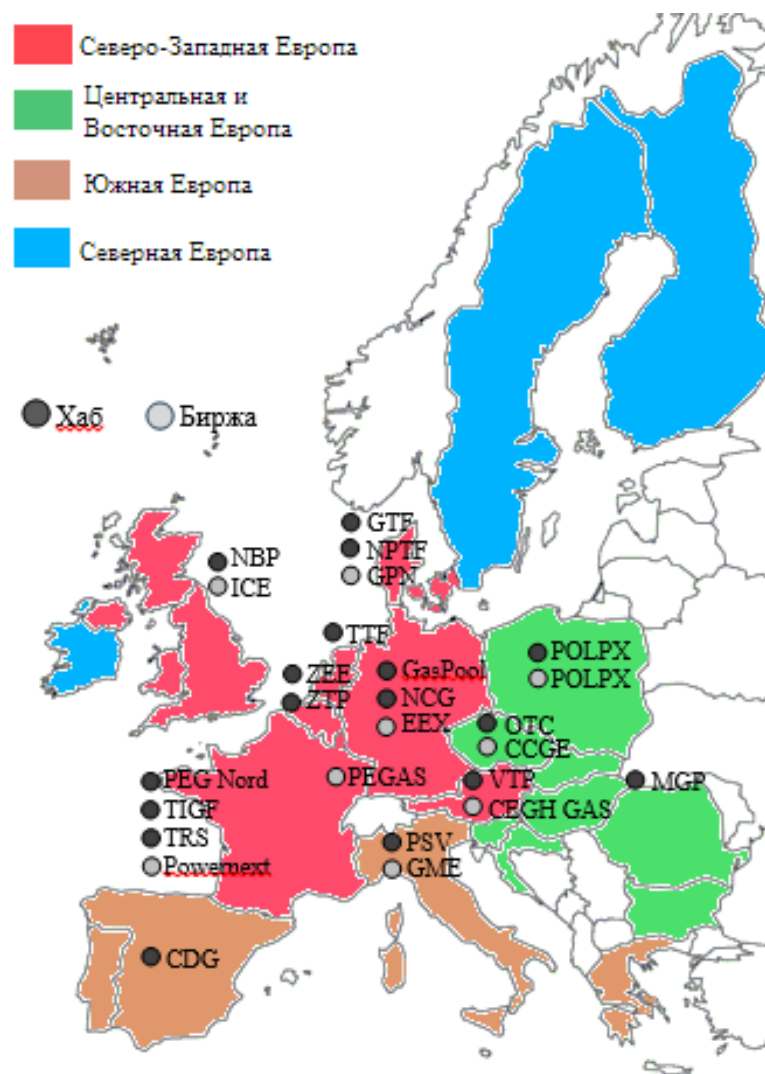 Северо-Западная Европа
Центральная и
Восточная Европа
Южная Европа
Северная Европа
Хаб
Биржа
GTF
NPTF
GPN
NBP
ICE
TTF
ZEE
ZTP
GasPool
NCG
EEX
POLPX
POLPX
OTC
CCGE
PEG Nord
TIGF
TRS
Powernext
PEGAS
VTP
CEGH GAS
MGP
PSV
GME
CDG